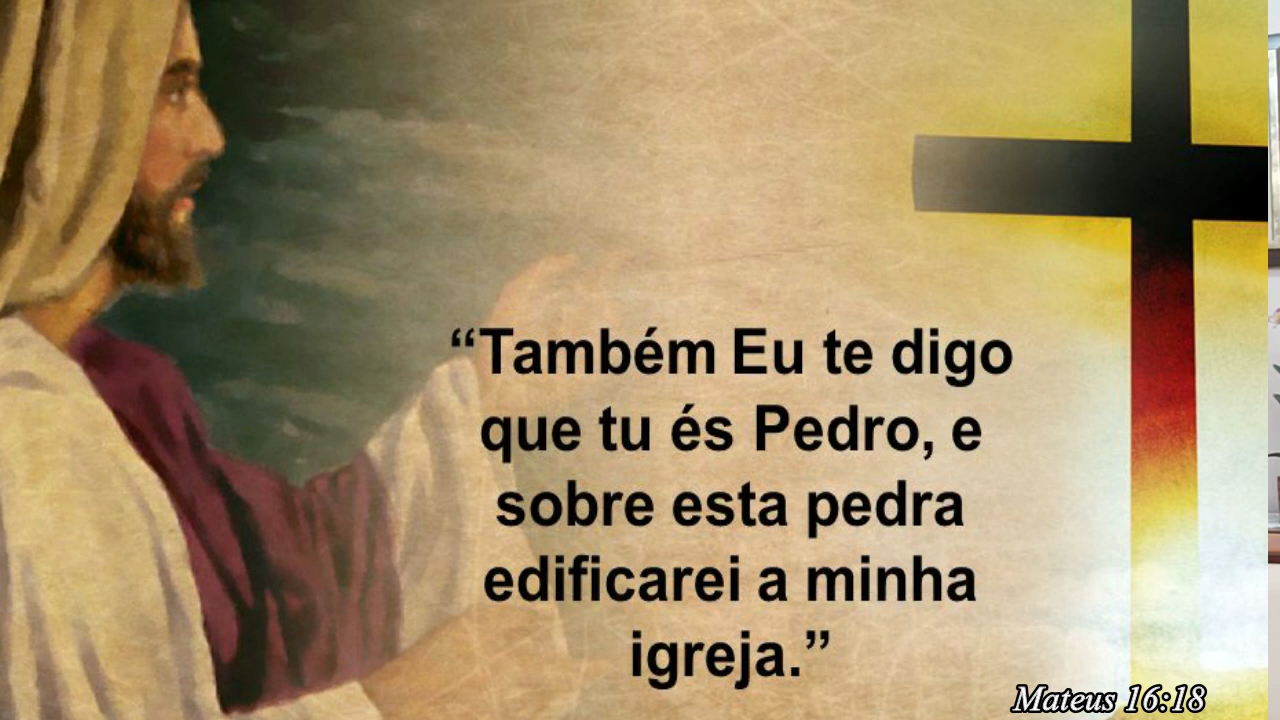 “Também Eu te digo
que tu és Pedro, e
sobre esta pedra
edificarei a minha
igreja.”
Mateus 16:18